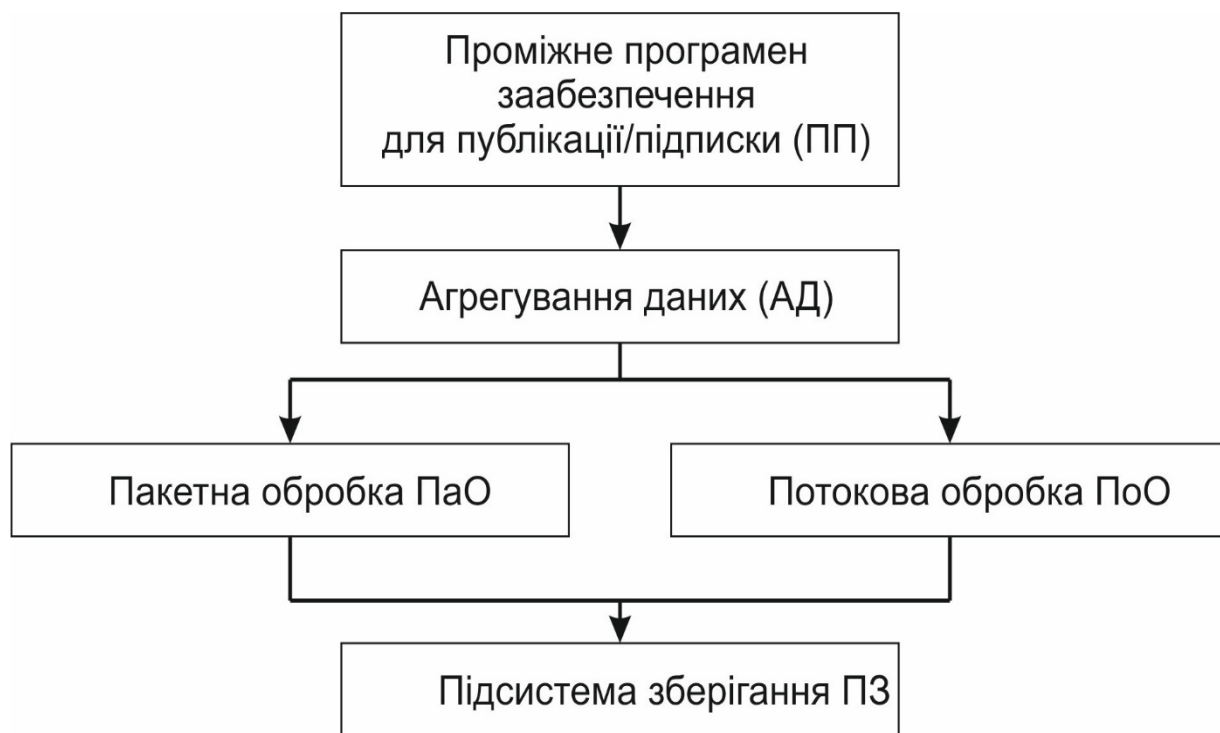 Проміжне програмен
заабезпечення
для публікації/підписки (ПП)
Агрегування даних (АД)
Пакетна обробка ПаО
Потокова обробка ПоО
Підсистема зберігання ПЗ